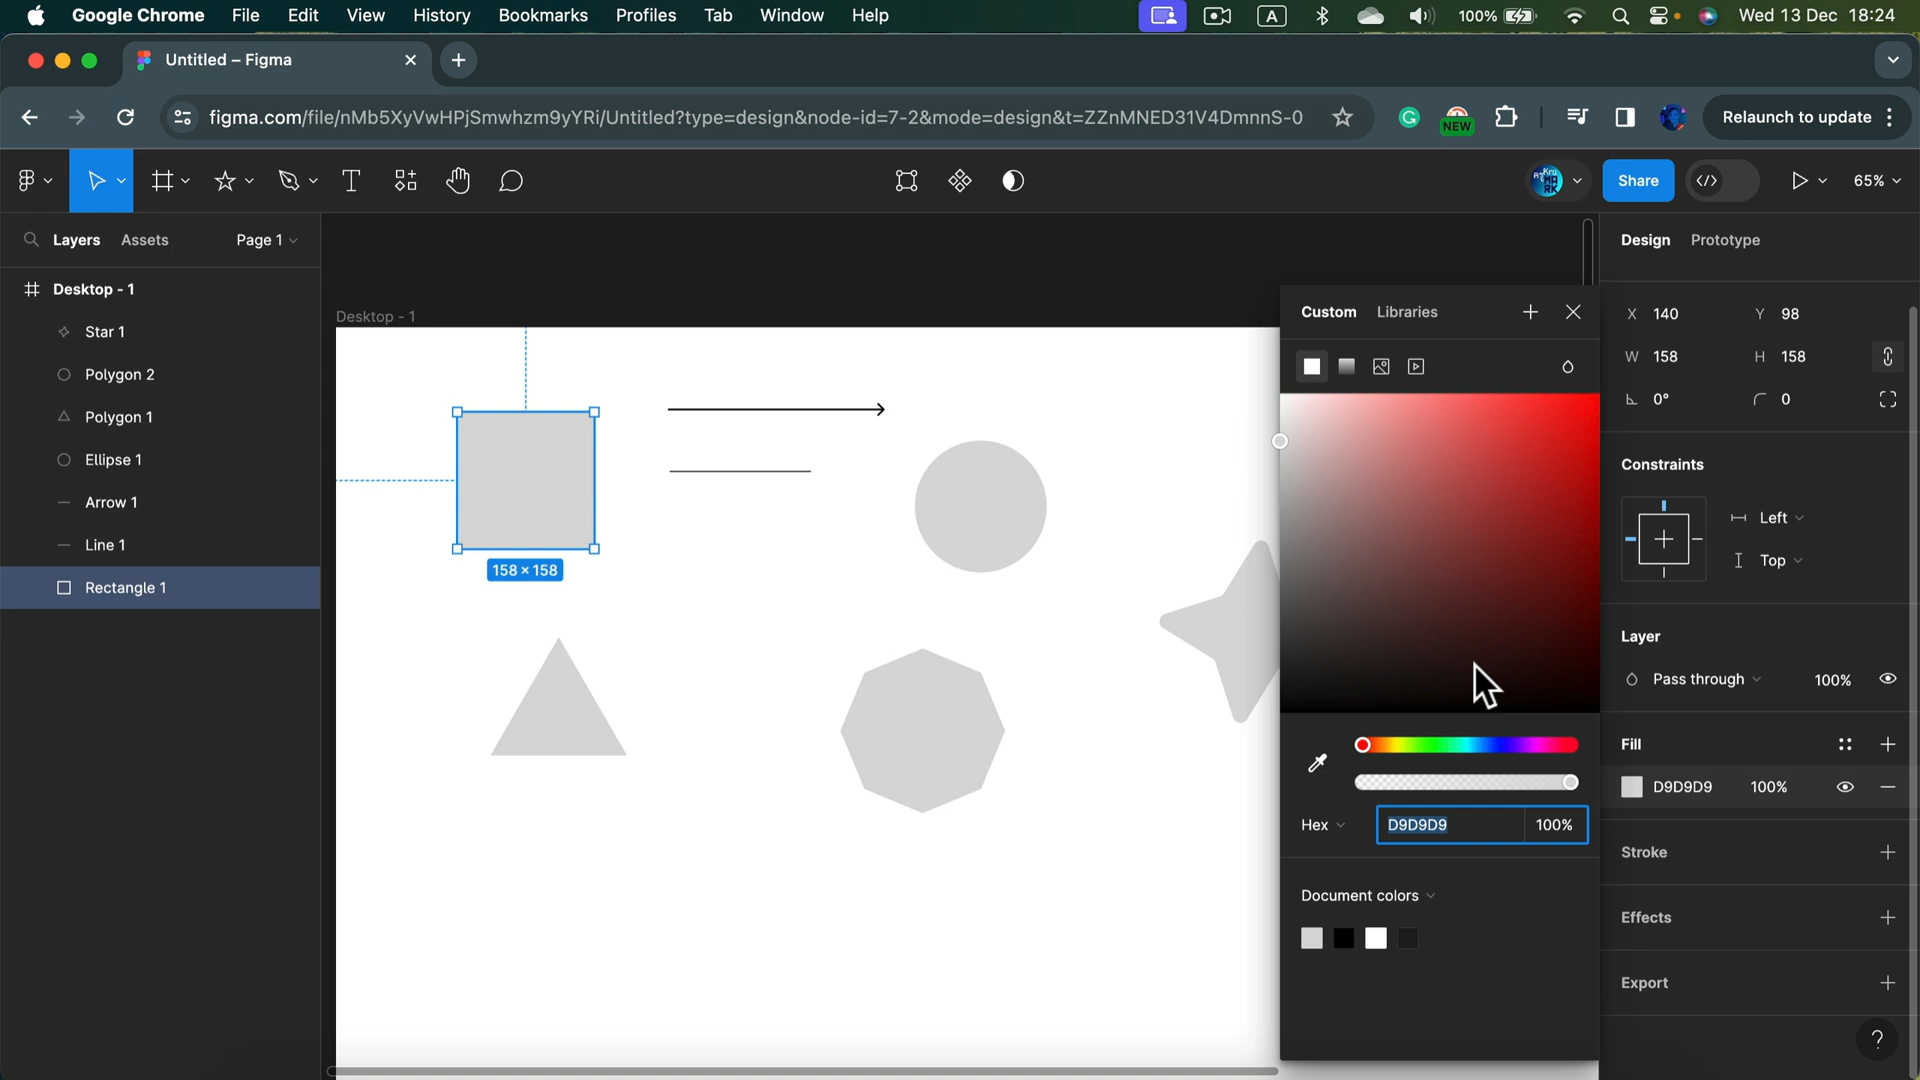 Google Chrome File Edit View History Bookmarks Profiles Tab Window Help
A 100% Wed 13 Dec 18:24
Untitled – Figma
figma.com/file/nMb5XyVwHPjSmwhzm9yYRi/Untitled?type=design&node-id=7-2&mode=design&t=ZZnMNED31V4DmnnS-0
NEW
Relaunch to update
Share
65%
Layers Assets Page 1
Design Prototype
Desktop - 1
Star 1
Polygon 2
Polygon 1
Ellipse 1
Arrow 1
Line 1
Rectangle 1
Desktop - 1
158 × 158
Custom Libraries
Hex D9D9D9 100%
Document colors
X 140 Y 98
W 158 H 158
0° 0
Constraints
Left
Top
Layer
Pass through 100%
Fill
D9D9D9 100%
Stroke
Effects
Export
?